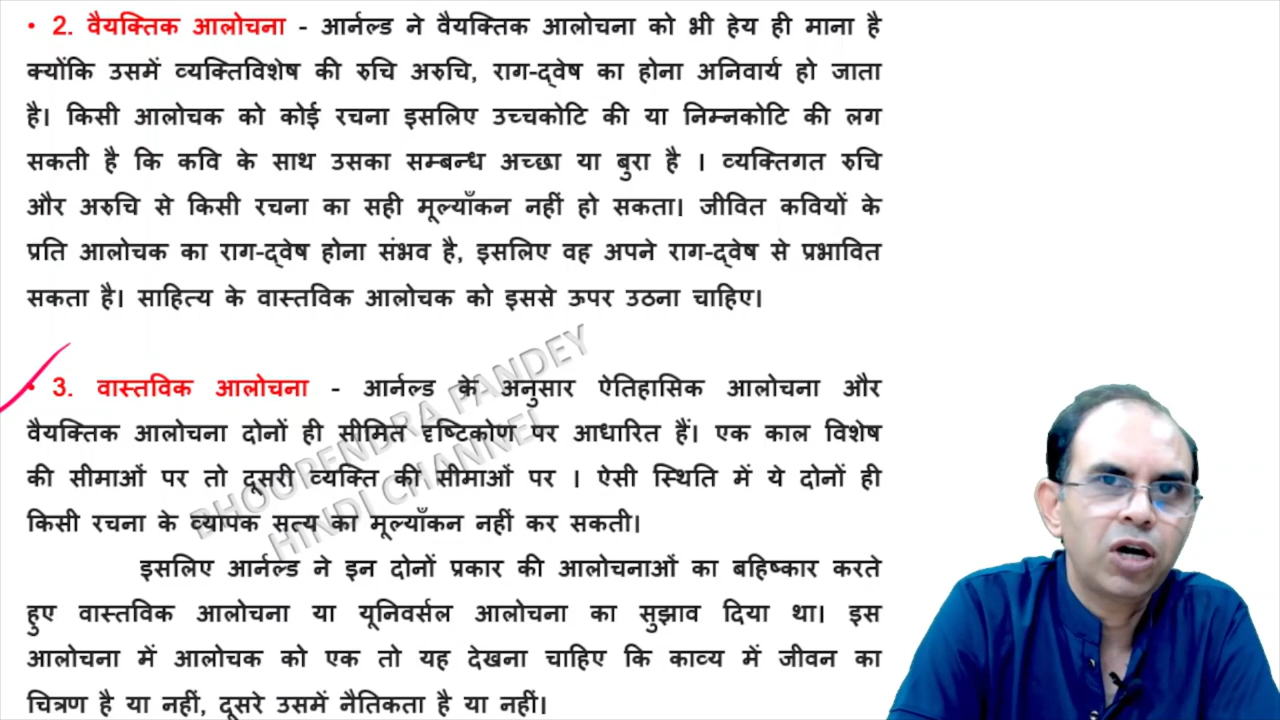 • 2. वैयक्तिक आलोचना - आर्नल्ड ने वैयक्तिक आलोचना को भी हेय ही माना है
क्योंकि उसमें व्यक्तिविशेष की रुचि अरुचि, राग-द्वेष का होना अनिवार्य हो जाता
है। किसी आलोचक को कोई रचना इसलिए उच्चकोटि की या निम्नकोटि की लग
सकती है कि कवि के साथ उसका सम्बन्ध अच्छा या बुरा है । व्यक्तिगत रुचि
और अरुचि से किसी रचना का सही मूल्याँकन नहीं हो सकता। जीवित कवियों के
प्रति आलोचक का राग-द्वेष होना संभव है, इसलिए वह अपने राग-द्वेष से प्रभावित
सकता है। साहित्य के वास्तविक आलोचक को इससे ऊपर उठना चाहिए।
• 3. वास्तविक आलोचना - आर्नल्ड के अनुसार ऐतिहासिक आलोचना और
वैयक्तिक आलोचना दोनों ही सीमित दृष्टिकोण पर आधारित हैं। एक काल विशेष
की सीमाओं पर तो दूसरी व्यक्ति की सीमाओं पर । ऐसी स्थिति में ये दोनों ही
किसी रचना के व्यापक सत्य का मूल्याँकन नहीं कर सकती।
इसलिए आर्नल्ड ने इन दोनों प्रकार की आलोचनाओं का बहिष्कार करते
हुए वास्तविक आलोचना या यूनिवर्सल आलोचना का सुझाव दिया था। इस
आलोचना में आलोचक को एक तो यह देखना चाहिए कि काव्य में जीवन का
चित्रण है या नहीं, दूसरे उसमें नैतिकता है या नहीं।
BHOOPENDRA PANDEY
HINDI CHANNEL